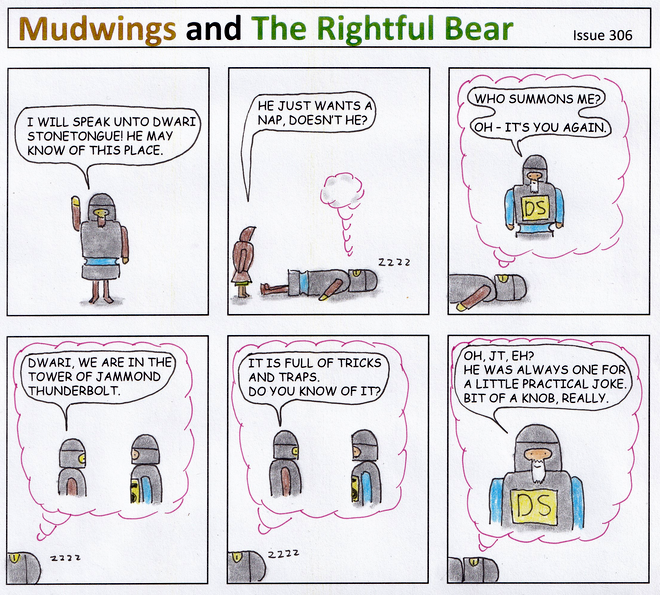 Mudwings and The Rightful Bear
Issue 306
I WILL SPEAK UNTO DWARI
STONETONGUE! HE MAY
KNOW OF THIS PLACE.
HE JUST WANTS A
NAP, DOESN'T HE?
ZZZZ
WHO SUMMONS ME?
OH - IT'S YOU AGAIN.
DS
DWARI, WE ARE IN THE
TOWER OF JAMMOND
THUNDERBOLT.
ZZZZ
IT IS FULL OF TRICKS
AND TRAPS.
DO YOU KNOW OF IT?
ZZZZ
OH, JT, EH?
HE WAS ALWAYS ONE FOR
A LITTLE PRACTICAL JOKE.
BIT OF A KNOB, REALLY.
DS